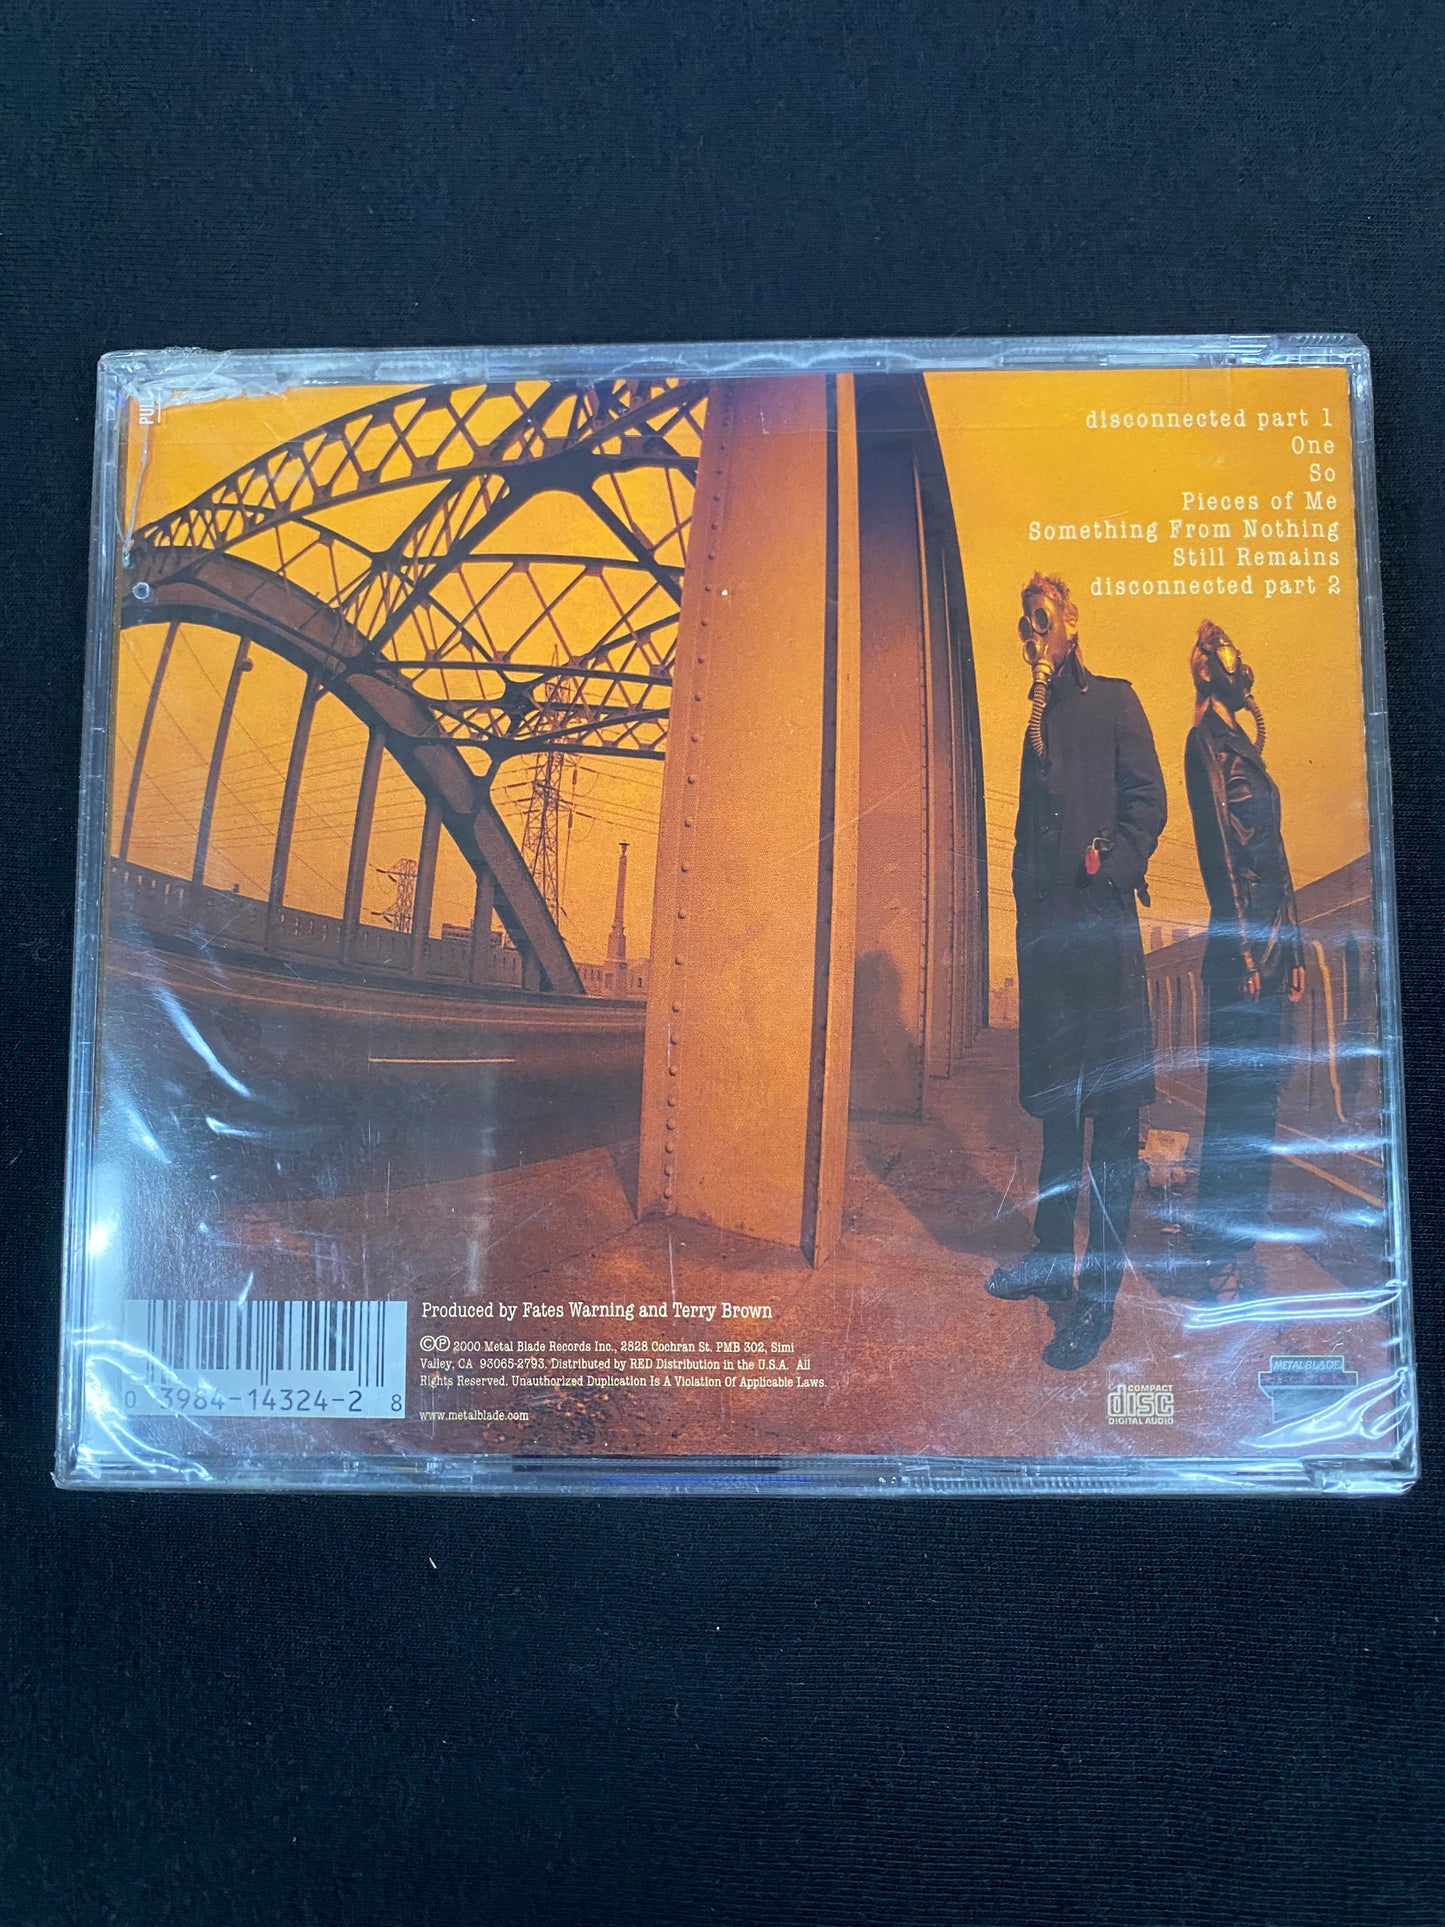 PUL
disconnected part 1
One
So
Pieces of Me
Something From Nothing
Still Remains
disconnected part 2
Produced by Fates Warning and Terry Brown
©℗ 2000 Metal Blade Records Inc., 2828 Cochran St. PMB 302, Simi
Valley, CA 93065-2793. Distributed by RED Distribution in the U.S.A. All
Rights Reserved. Unauthorized Duplication Is A Violation Of Applicable Laws.
www.metalblade.com
0 3984-14324-2 8
COMPACT
disc
DIGITAL AUDIO
METAL BLADE
RECORDS